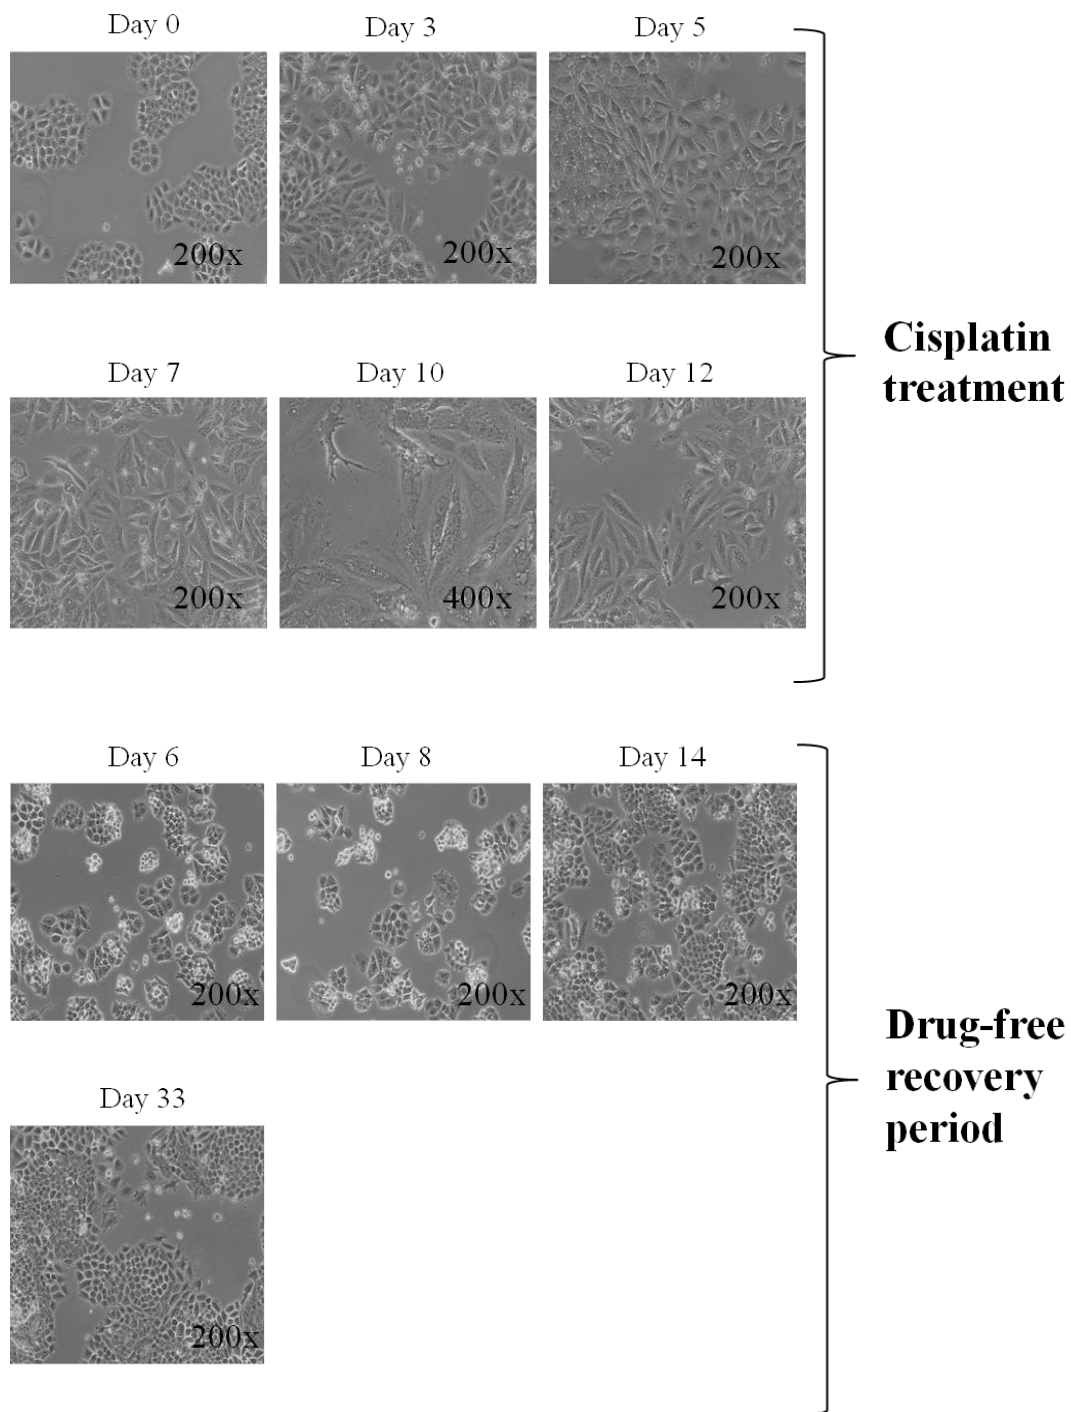 Day 0
Day 3
Day 5
200x
200x
200x
Cisplatin
treatment
Day 7
Day 10
Day 12
200x
400x
200x
Day 6
Day 8
Day 14
200x
200x
200x
Drug-free
recovery
period
Day 33
200x